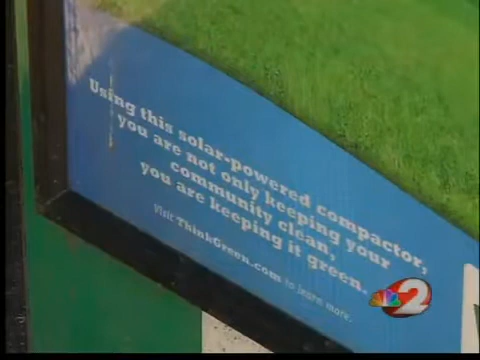 Using this solar-powered compactor,
you are not only keeping your
community clean,
you are keeping it green.
Visit ThinkGreen.com to learn more.
2